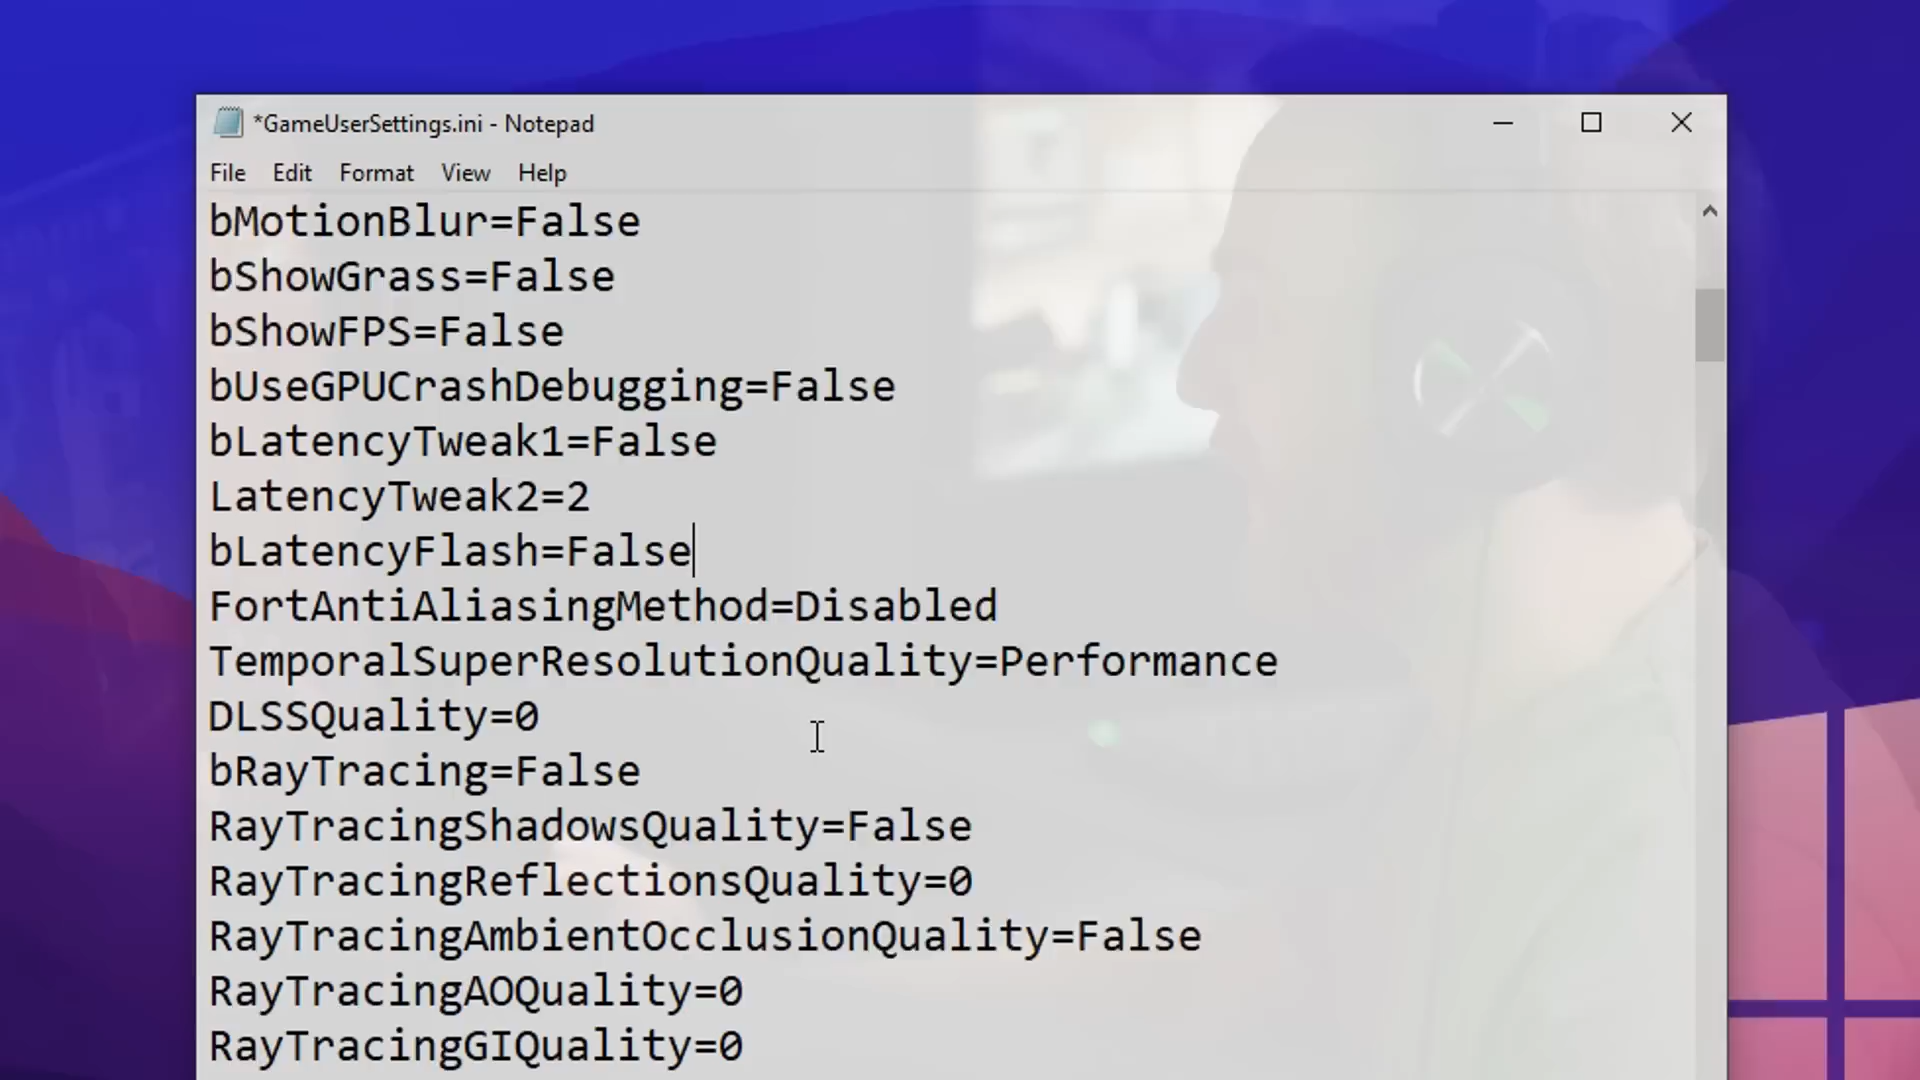 *GameUserSettings.ini - Notepad
File Edit Format View Help
bMotionBlur=False
bShowGrass=False
bShowFPS=False
bUseGPUCrashDebugging=False
bLatencyTweak1=False
LatencyTweak2=2
bLatencyFlash=False
FortAntiAliasingMethod=Disabled
TemporalSuperResolutionQuality=Performance
DLSSQuality=0
bRayTracing=False
RayTracingShadowsQuality=False
RayTracingReflectionsQuality=0
RayTracingAmbientOcclusionQuality=False
RayTracingAOQuality=0
RayTracingGIQuality=0